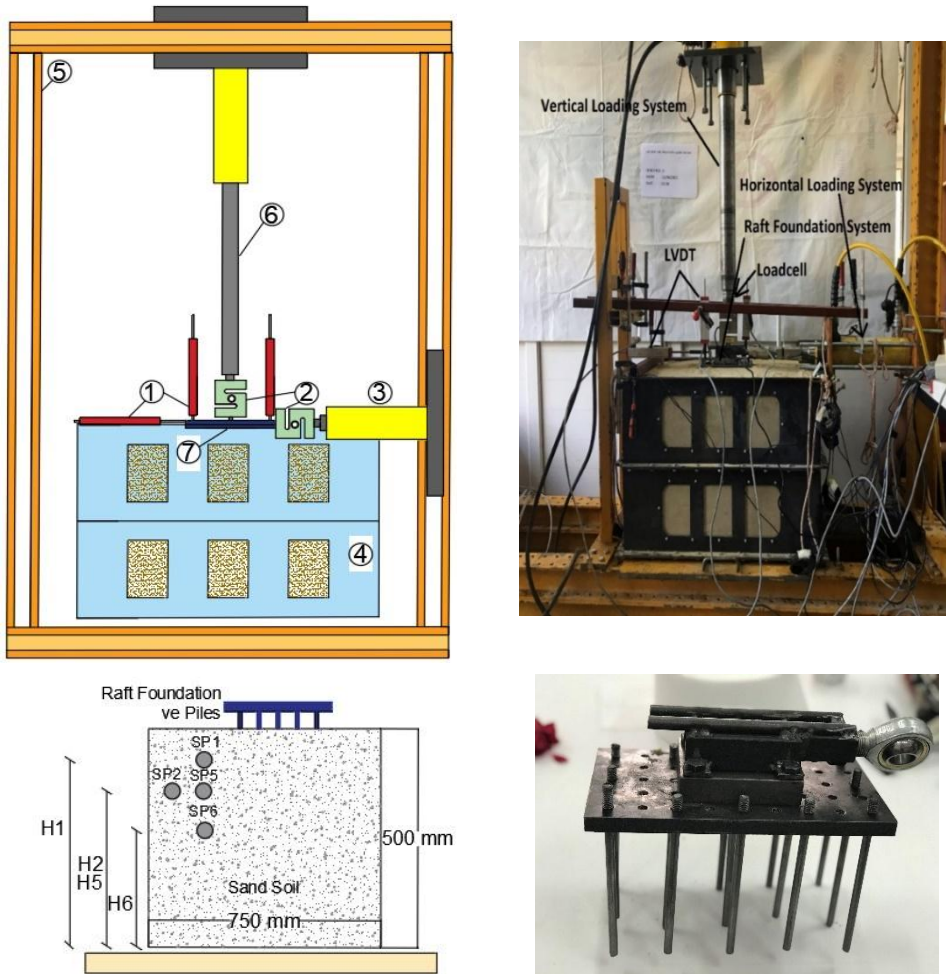 ⑤
⑥
①
②
③
⑦
④
Vertical Loading System
Horizontal Loading System
Raft Foundation System
LVDT
Loadcell
Raft Foundation
ve Piles
SP1
SP2
SP5
SP6
H1
H2
H5
H6
500 mm
Sand Soil
750 mm